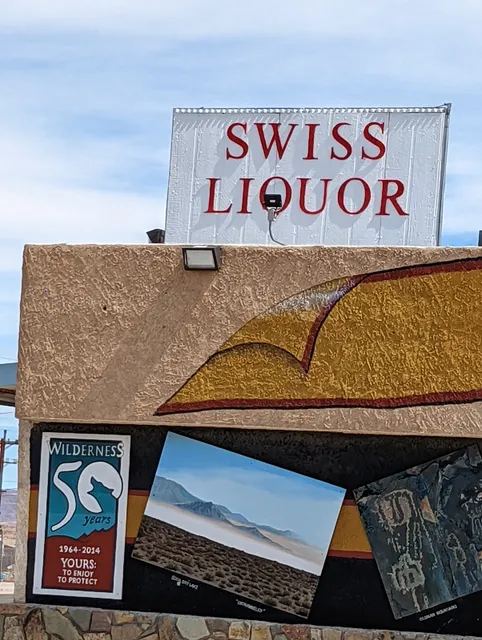 SWISS
LIQUOR
WILDERNESS
50
years
1964-2014
YOURS:
TO ENJOY
TO PROTECT